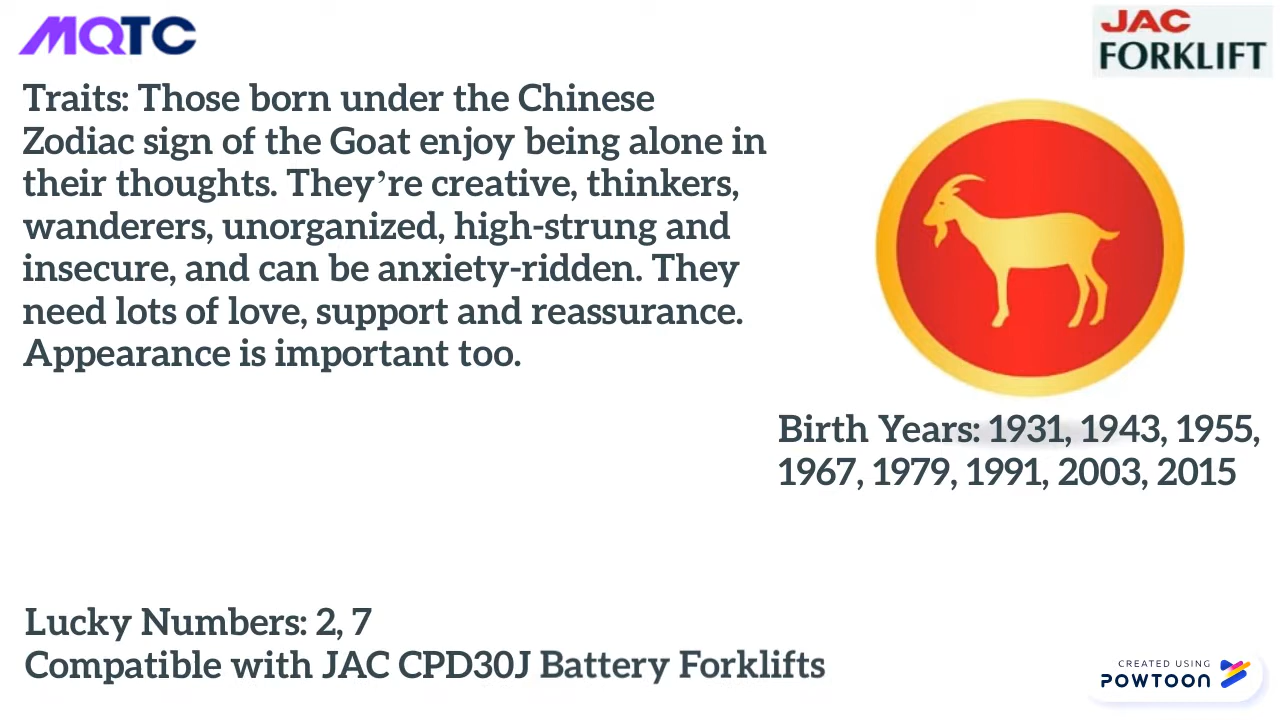 MQTC
JAC
FORKLIFT
Traits: Those born under the Chinese
Zodiac sign of the Goat enjoy being alone in
their thoughts. They’re creative, thinkers,
wanderers, unorganized, high-strung and
insecure, and can be anxiety-ridden. They
need lots of love, support and reassurance.
Appearance is important too.
Birth Years: 1931, 1943, 1955,
1967, 1979, 1991, 2003, 2015
Lucky Numbers: 2, 7
Compatible with JAC CPD30J Battery Forklifts
CREATED USING
POWTOON